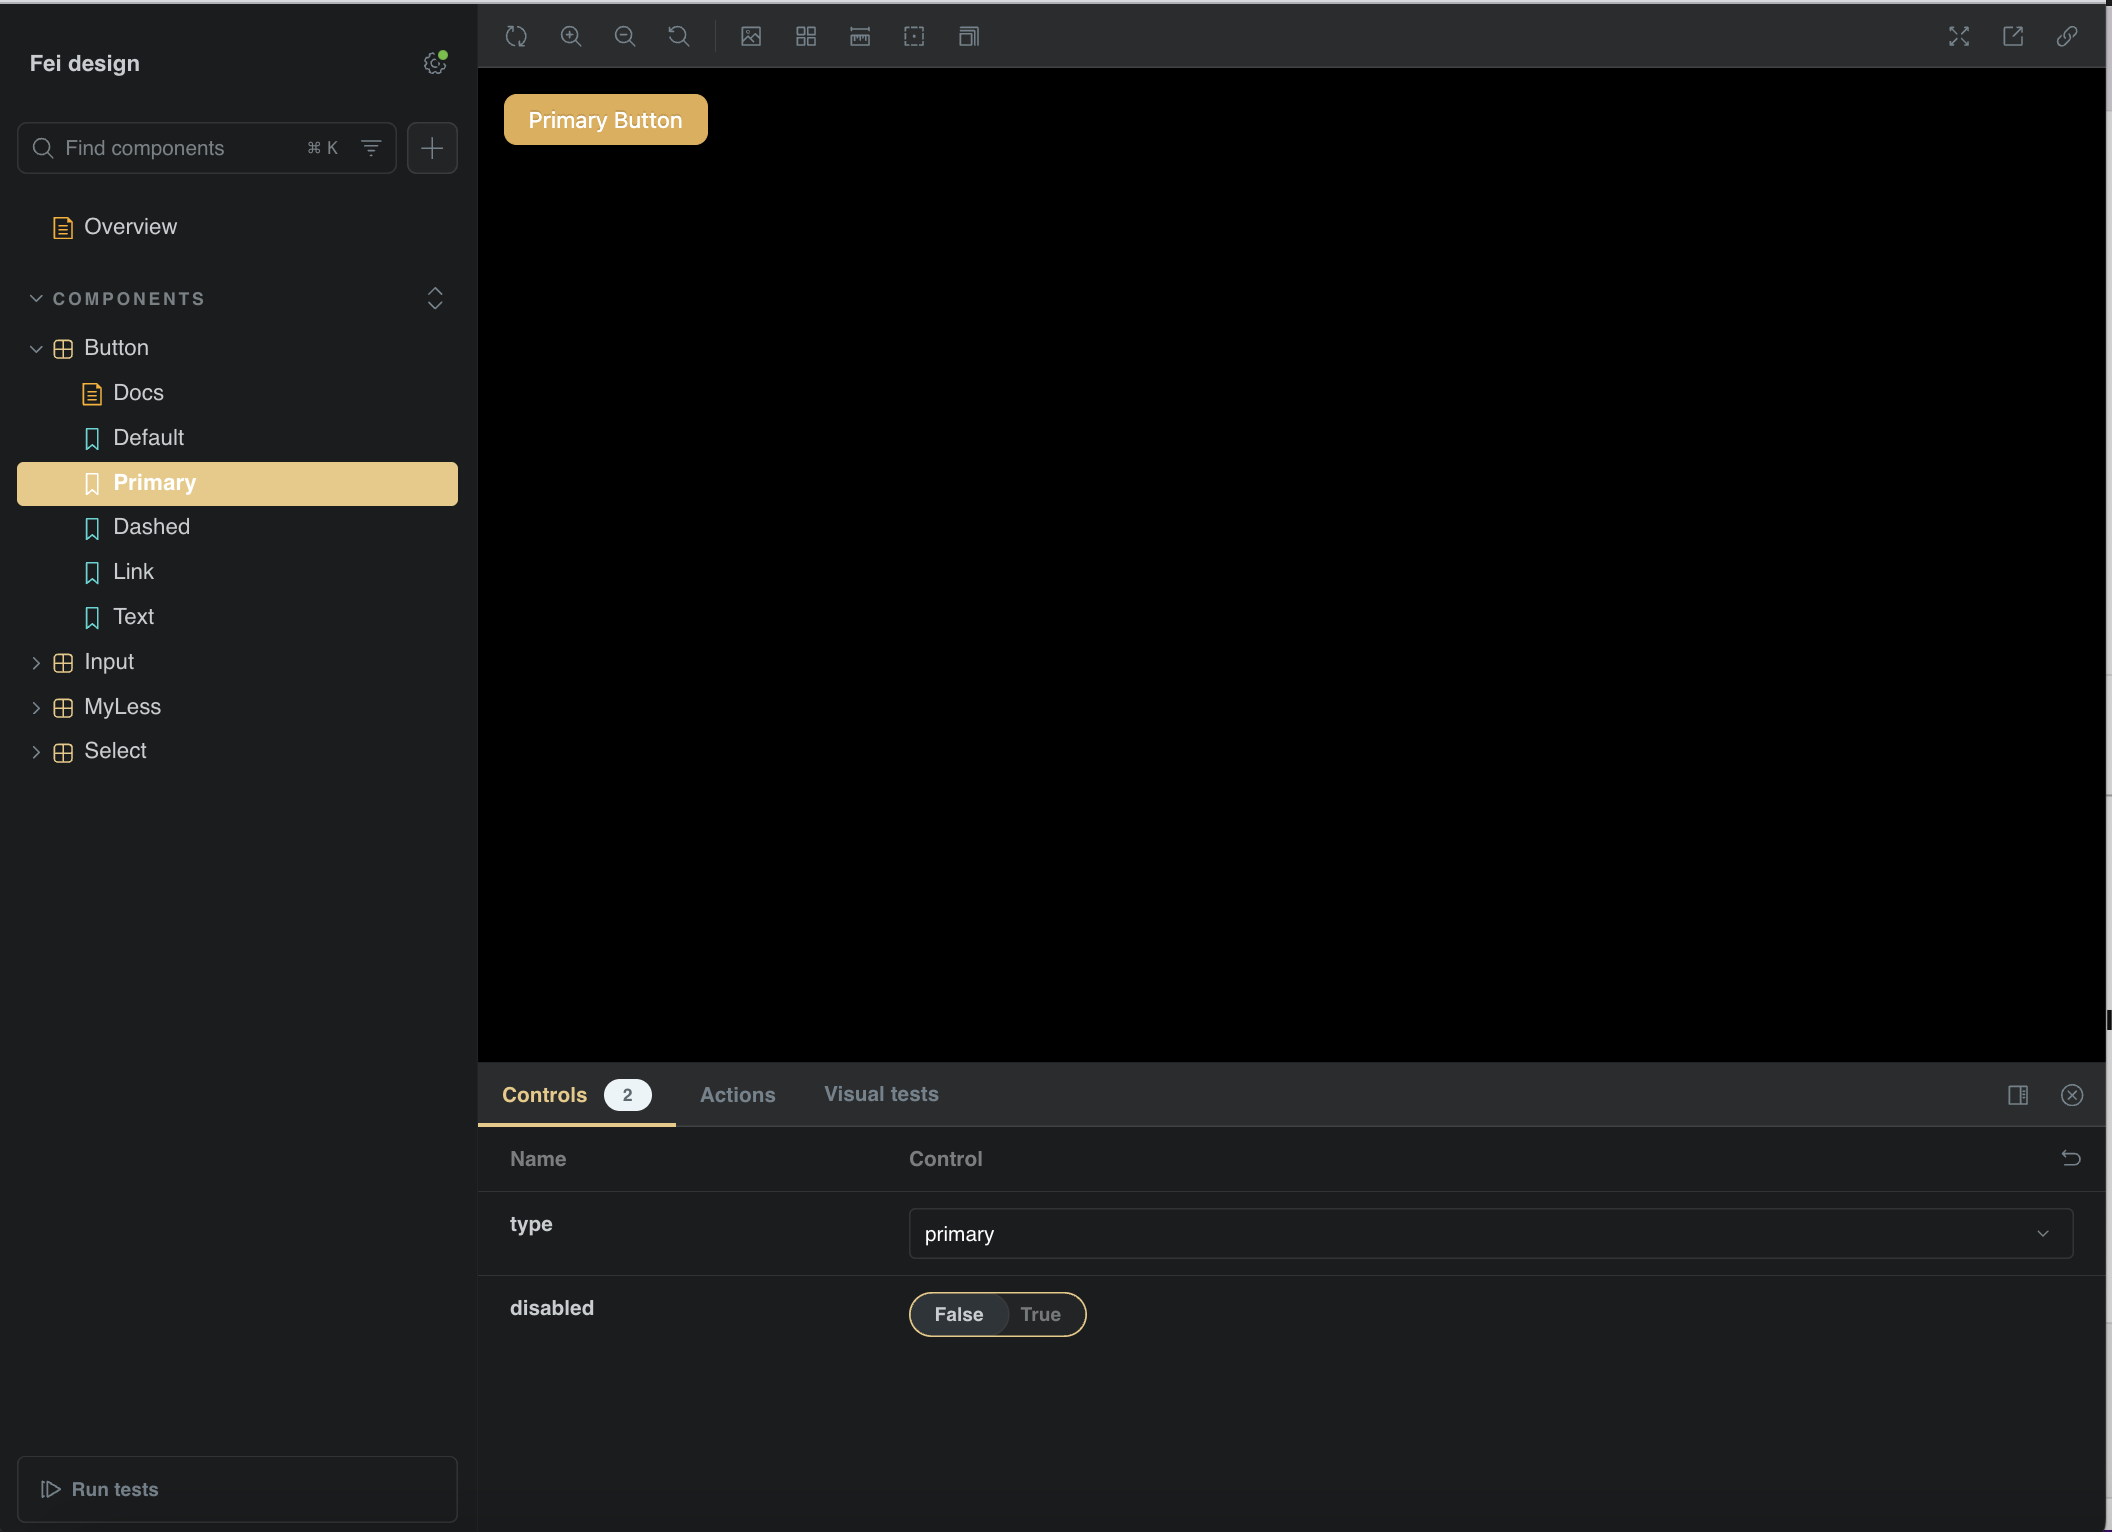 Fei design
Find components ⌘ K
Overview
COMPONENTS
Button
Docs
Default
Primary
Dashed
Link
Text
Input
MyLess
Select
Run tests
Primary Button
Controls 2 Actions Visual tests
Name Control
type primary
disabled False True